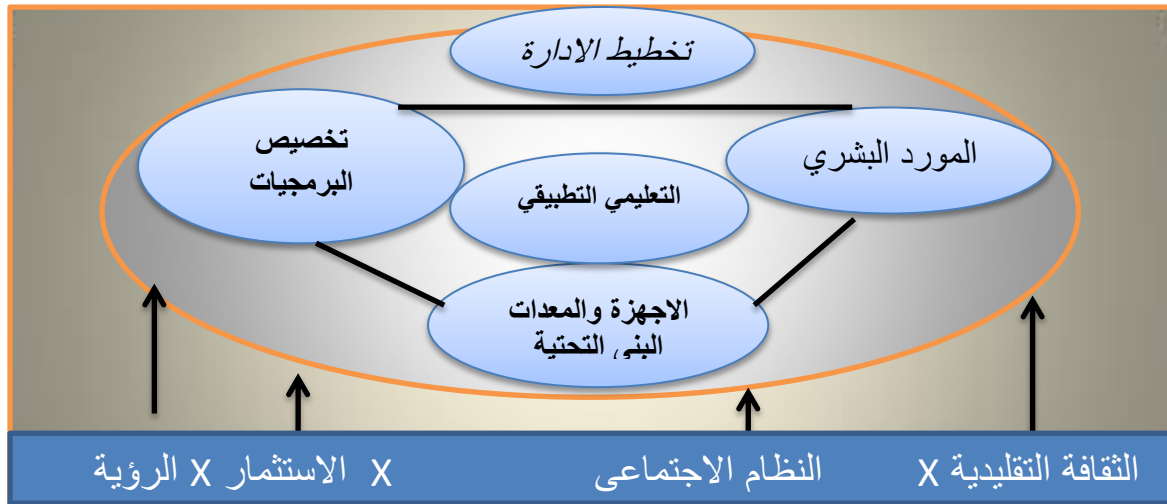 تخطيط الادارة
المورد البشري
تخصيص
البرمجيات
التعليمي التطبيقي
الاجهزة والمعدات
البنى التحتية
الثقافة التقليدية X النظام الاجتماعى X الاستثمار X الرؤية